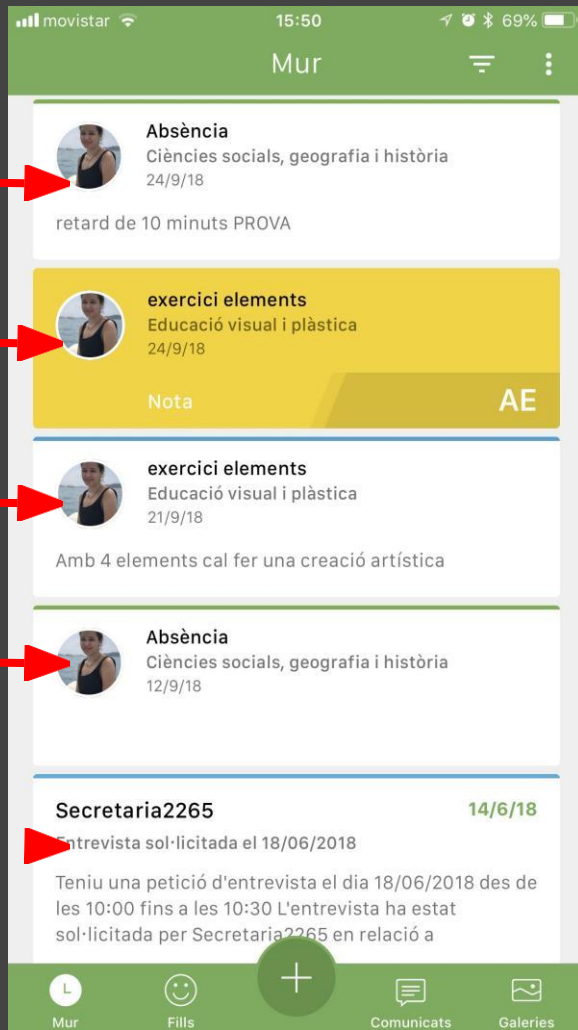 movistar 15:50 69%
Mur
Absència
Ciències socials, geografia i història
24/9/18
retard de 10 minuts PROVA
exercici elements
Educació visual i plàstica
24/9/18
Nota AE
exercici elements
Educació visual i plàstica
21/9/18
Amb 4 elements cal fer una creació artística
Absència
Ciències socials, geografia i història
12/9/18
Secretaria2265 14/6/18
Entrevista sol·licitada el 18/06/2018
Teniu una petició d'entrevista el dia 18/06/2018 des de
les 10:00 fins a les 10:30 L'entrevista ha estat
sol·licitada per Secretaria2265 en relació a
Mur Fills Comunicats Galeries